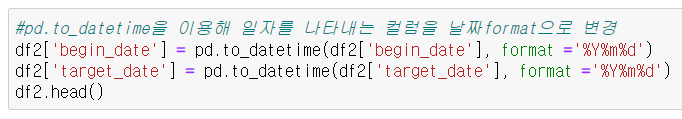 #pd.to_datetime을 이용해 일자를 나타내는 컬럼을 날짜format으로 변경
df2['begin_date'] = pd.to_datetime(df2['begin_date'], format ='%Y%m%d')
df2['target_date'] = pd.to_datetime(df2['target_date'], format ='%Y%m%d')
df2.head()